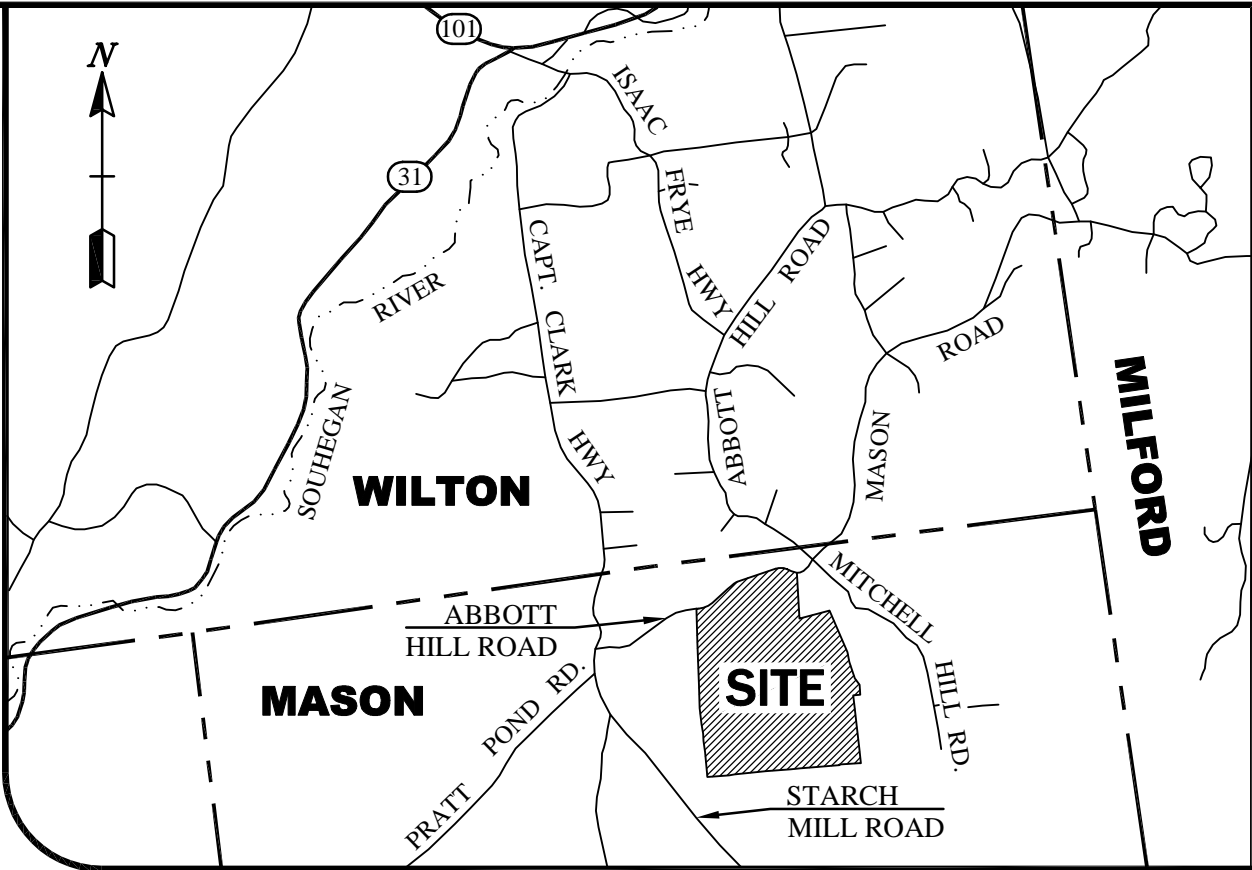 101
N
ISAAC
31
FRYE
HWY
RIVER
CAPT. CLARK
HWY
HILL ROAD
ABBOTT
ROAD
MASON
SOUHEGAN
MILFORD
WILTON
ABBOTT
HILL ROAD
MITCHELL
HILL RD.
MASON
SITE
PRATT POND RD.
STARCH
MILL ROAD